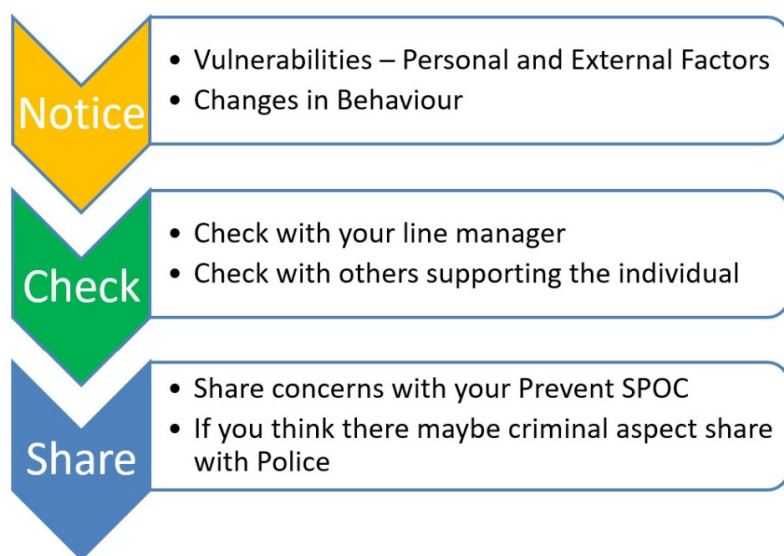 Notice
• Vulnerabilities – Personal and External Factors
• Changes in Behaviour
Check
• Check with your line manager
• Check with others supporting the individual
Share
• Share concerns with your Prevent SPOC
• If you think there maybe criminal aspect share
with Police